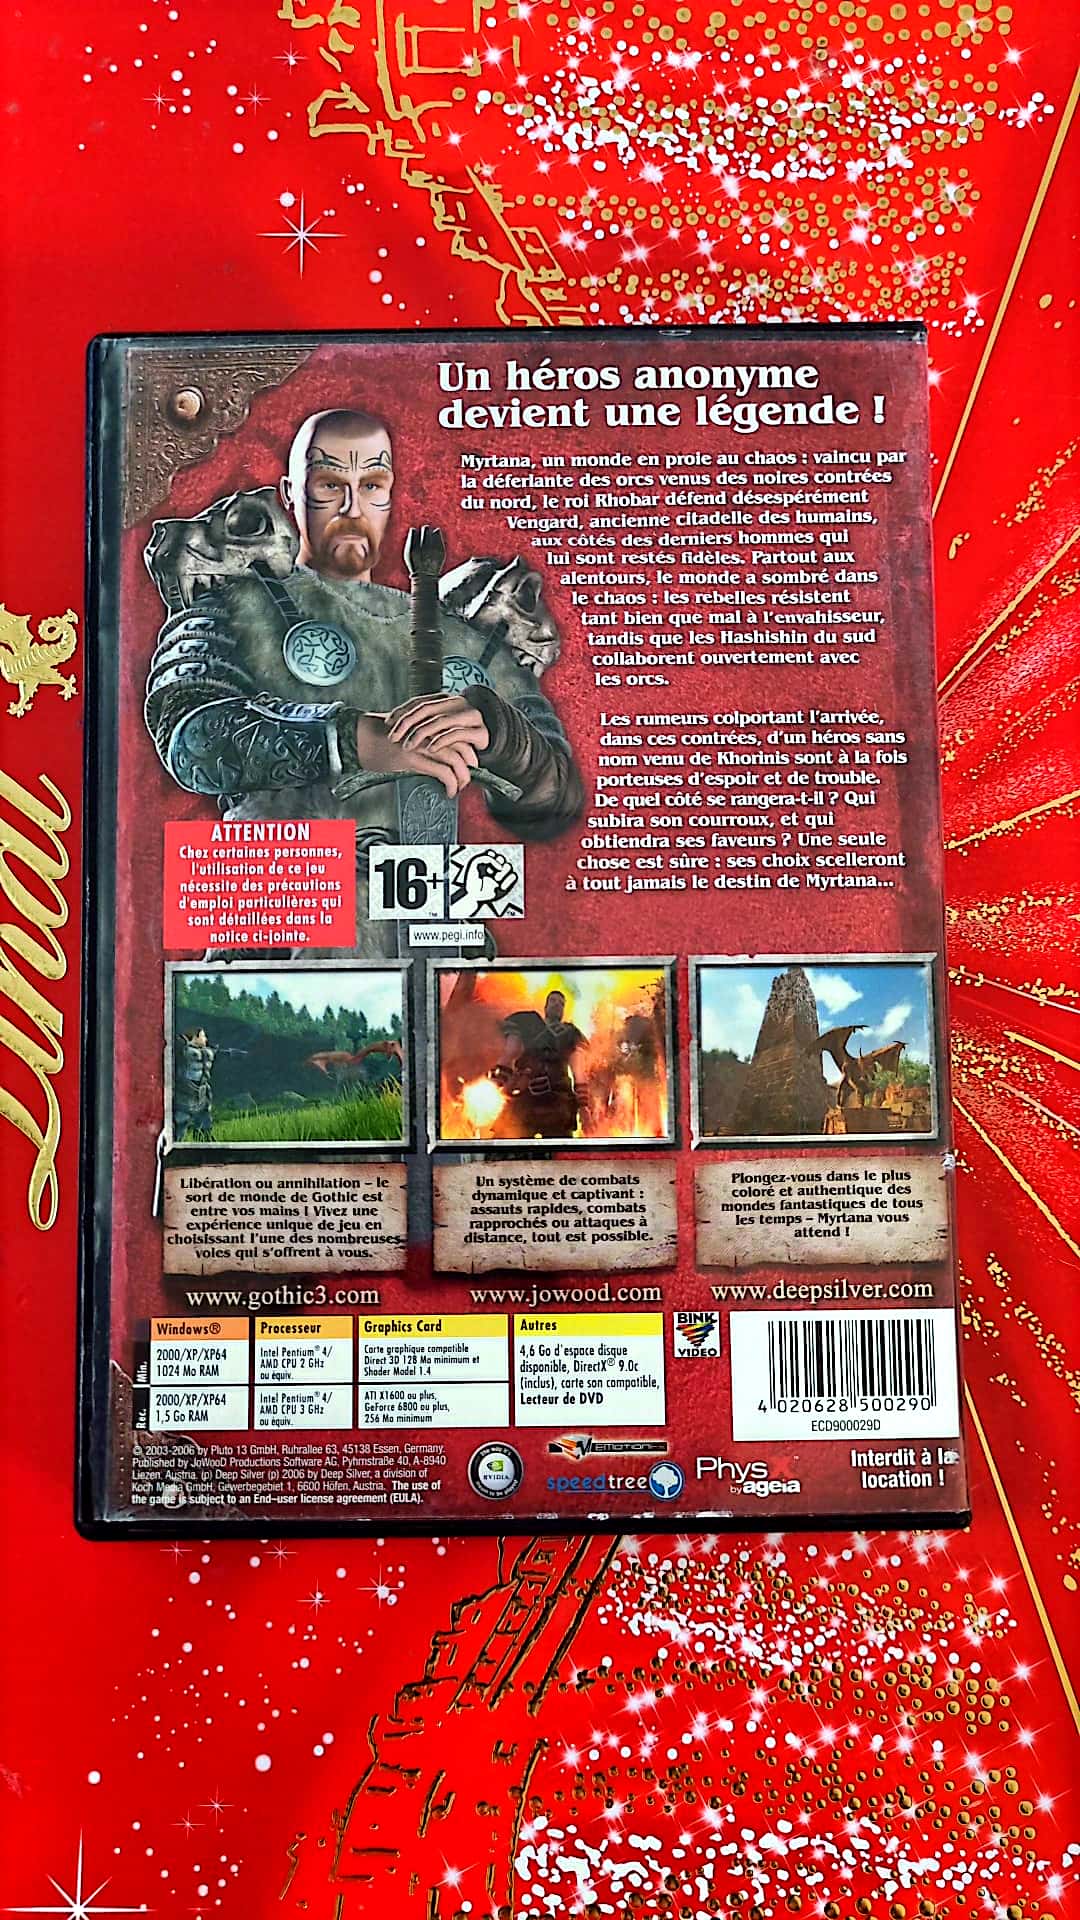 Un héros anonyme
devient une légende !
Myrtana, un monde en proie au chaos : vaincu par
la déferlante des orcs venus des noires contrées
du nord, le roi Rhobar défend désespérément
Vengard, ancienne citadelle des humains,
aux côtés des derniers hommes qui
lui sont restés fidèles. Partout aux
alentours, le monde a sombré dans
le chaos : les rebelles résistent
tant bien que mal à l'envahisseur,
tandis que les Hashishin du sud
collaborent ouvertement avec
les orcs.
Les rumeurs colportant l'arrivée,
dans ces contrées, d'un héros sans
nom venu de Khorinis sont à la fois
porteuses d'espoir et de trouble.
De quel côté se rangera-t-il ? Qui
subira son courroux, et qui
obtiendra ses faveurs ? Une seule
chose est sûre : ses choix scelleront
à tout jamais le destin de Myrtana...
ATTENTION
Chez certaines personnes,
l'utilisation de ce jeu
nécessite des précautions
d'emploi particulières qui
sont détaillées dans la
notice ci-jointe.
16+
www.pegi.info
Lindt
Libération ou annihilation – le
sort de monde de Gothic est
entre vos mains ! Vivez une
expérience unique de jeu en
choisissant l'une des nombreuses
voies qui s'offrent à vous.
Un système de combats
dynamique et captivant :
assauts rapides, combats
rapprochés ou attaques à
distance, tout est possible.
Plongez-vous dans le plus
coloré et authentique des
mondes fantastiques de tous
les temps – Myrtana vous
attend !
www.gothic3.com
www.jowood.com
www.deepsilver.com
Windows®
Processeur
Graphics Card
Autres
Min.
2000/XP/XP64
1024 Mo RAM
Intel Pentium® 4/
AMD CPU 2 GHz
ou équiv.
Carte graphique compatible
Direct 3D 128 Mo minimum et
Shader Model 1.4
4,6 Go d'espace disque
disponible, DirectX® 9.0c
(inclus), carte son compatible,
Lecteur de DVD
Rec.
2000/XP/XP64
1,5 Go RAM
Intel Pentium® 4/
AMD CPU 3 GHz
ou équiv.
ATI X1600 ou plus,
GeForce 6800 ou plus,
256 Mo minimum
BINK
VIDEO
4 020628 500290
ECD900029D
© 2003-2006 by Pluto 13 GmbH, Ruhrallee 63, 45138 Essen, Germany.
Published by JoWooD Productions Software AG, Pyhrnstraße 40, A-8940
Liezen, Austria. (p) Deep Silver (p) 2006 by Deep Silver, a division of
Koch Media GmbH, Gewerbegebiet 1, 6600 Höfen, Austria. The use of
the game is subject to an End-user license agreement (EULA).
NVIDIA
EMOTION FX
speedtree
PhysX
by ageia
Interdit à la
location !